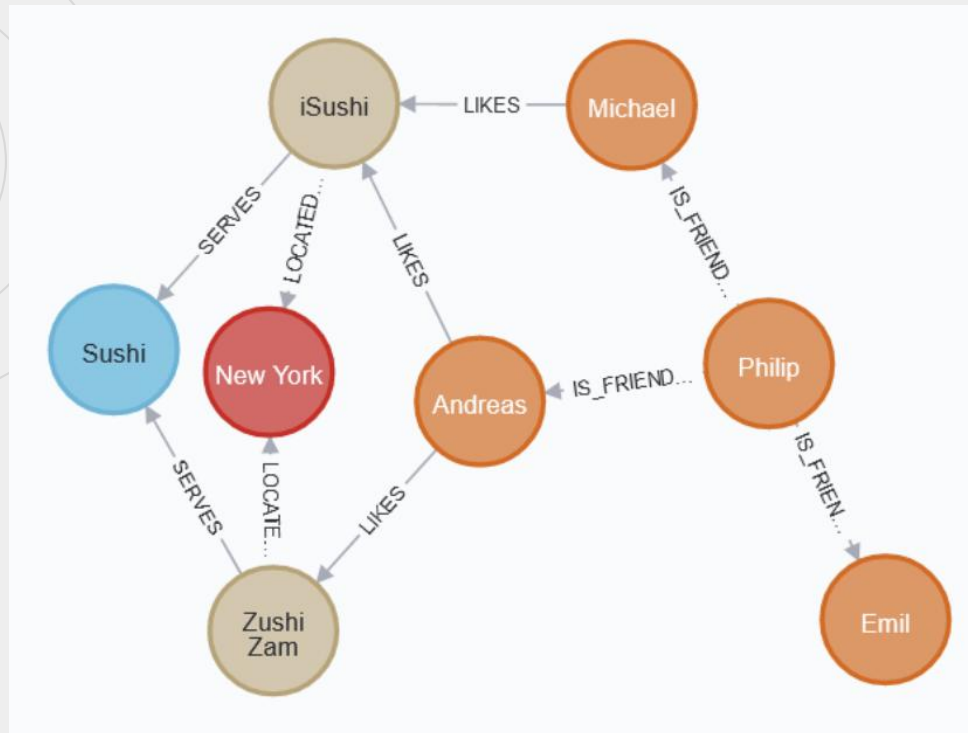 iSushi
LIKES
Michael
SERVES
LOCATED...
LIKES
IS_FRIEND...
Sushi
New York
Andreas
IS_FRIEND...
Philip
SERVES
LOCATE...
LIKES
IS_FRIEN...
Zushi
Zam
Emil